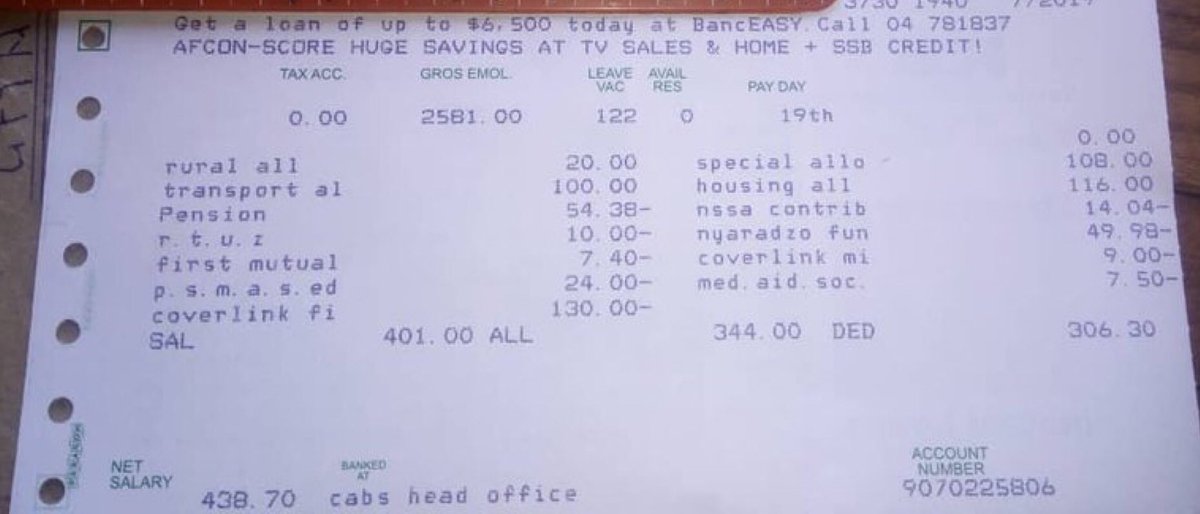 Get a loan of up to $6,500 today at BancEASY. Call 04 781837
AFCON-SCORE HUGE SAVINGS AT TV SALES & HOME + SSB CREDIT!
TAX ACC. GROS EMOL. LEAVE VAC AVAIL RES PAY DAY
0.00 2581.00 122 0 19th
0.00
rural all 20.00 special allo 108.00
transport al 100.00 housing all 116.00
Pension 54.38- nssa contrib 14.04-
r.t.u.z 10.00- nyaradzo fun 49.98-
first mutual 7.40- coverlink mi 9.00-
p.s.m.a.s.ed 24.00- med.aid.soc. 7.50-
coverlink fi 130.00-
SAL 401.00 ALL 344.00 DED 306.30
NET SALARY 438.70 BANKED AT cabs head office ACCOUNT NUMBER 9070225806